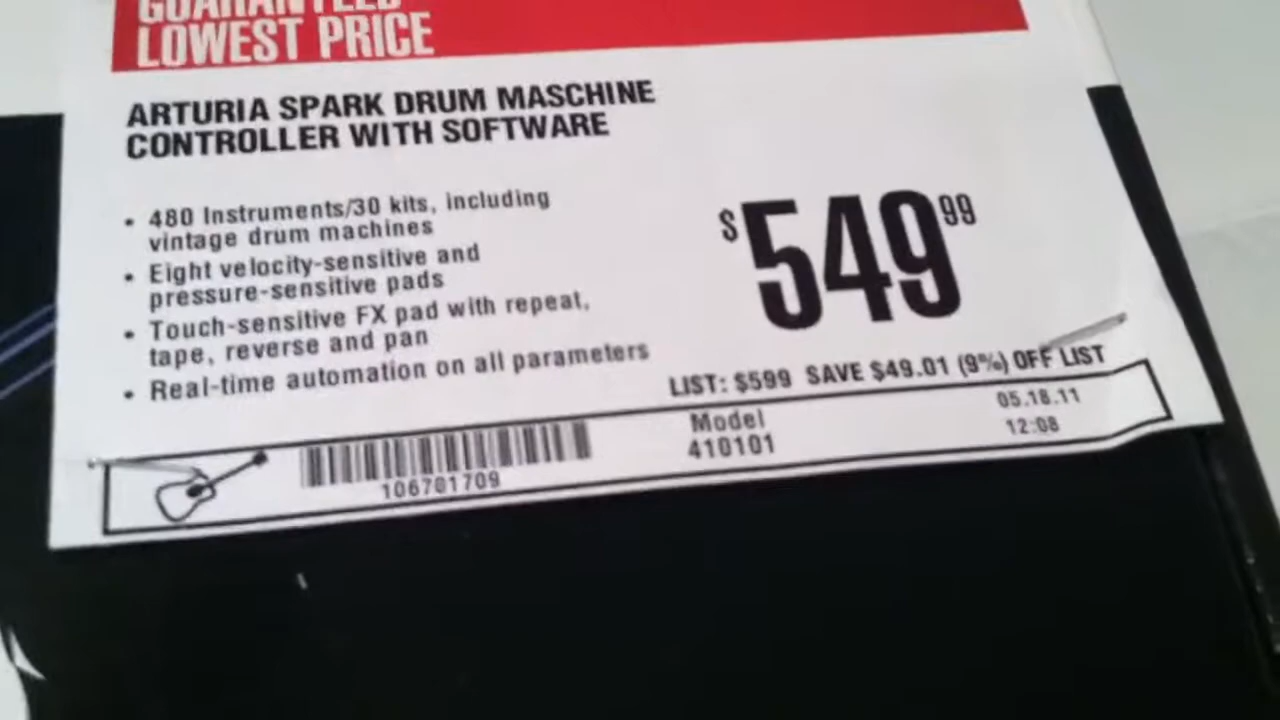 GUARANTEED
LOWEST PRICE
ARTURIA SPARK DRUM MASCHINE
CONTROLLER WITH SOFTWARE
• 480 Instruments/30 kits, including
vintage drum machines
• Eight velocity-sensitive and
pressure-sensitive pads
• Touch-sensitive FX pad with repeat,
tape, reverse and pan
• Real-time automation on all parameters
$549.99
LIST: $599 SAVE $49.01 (9%) OFF LIST
Model
410101
05.18.11
12:08
106701709